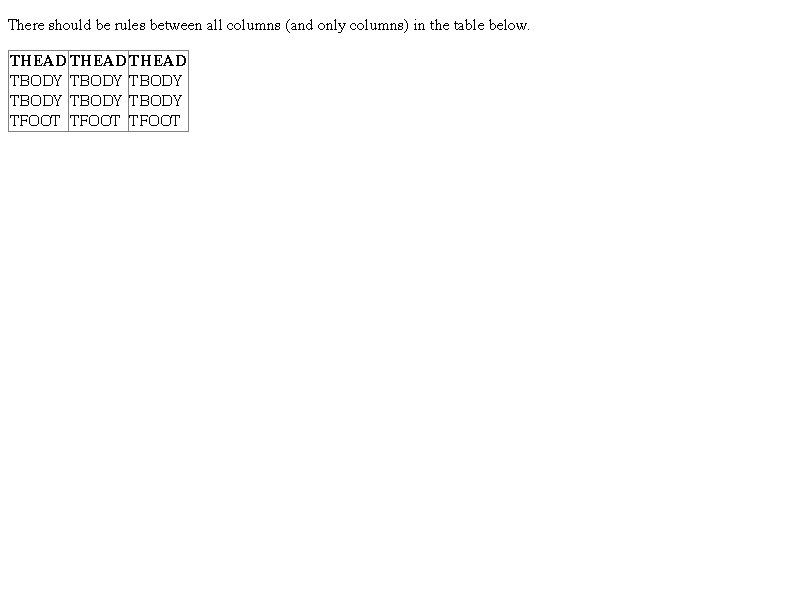 There should be rules between all columns (and only columns) in the table below.
THEAD THEAD THEAD
TBODY TBODY TBODY
TBODY TBODY TBODY
TFOOT TFOOT TFOOT